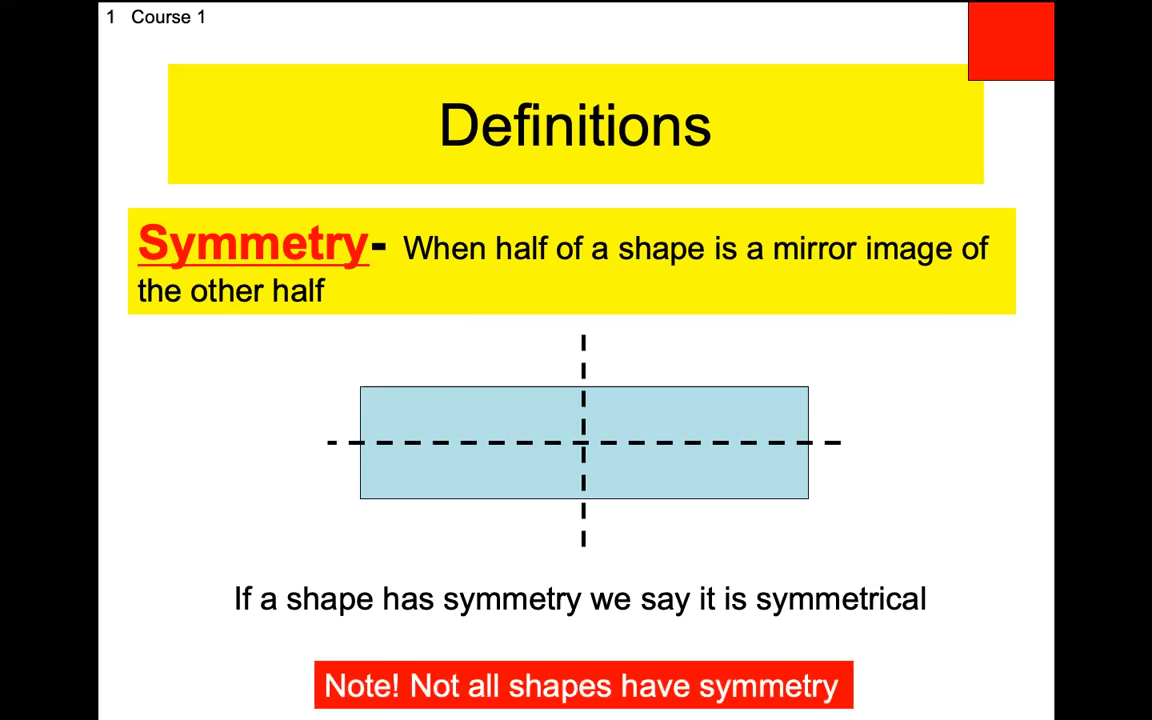 1 Course 1
Definitions
Symmetry- When half of a shape is a mirror image of
the other half
If a shape has symmetry we say it is symmetrical
Note! Not all shapes have symmetry